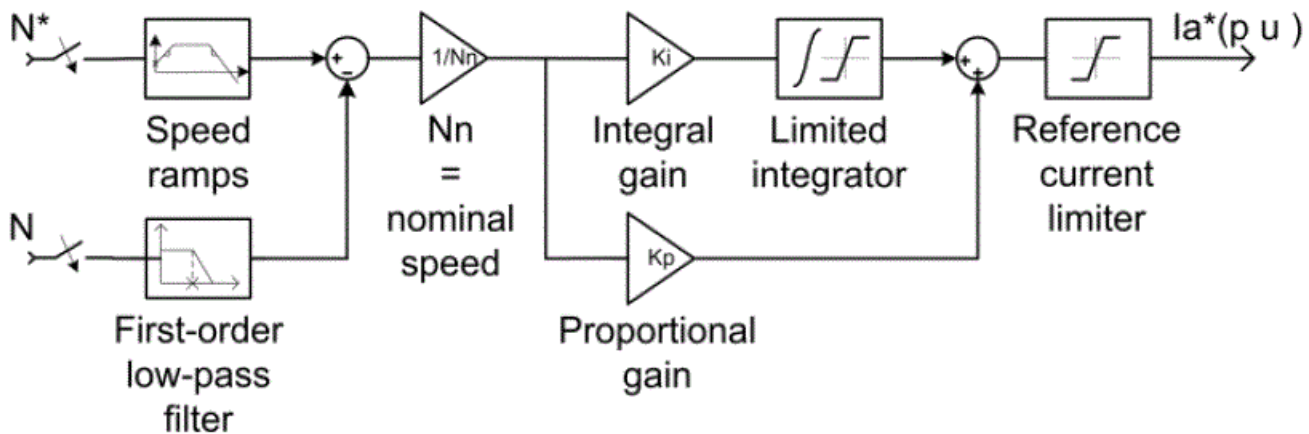 N*
Ia*(p u )
1/Nn
Ki
Speed
ramps
Nn
=
nominal
speed
Integral
gain
Limited
integrator
Reference
current
limiter
N
Kp
First-order
low-pass
filter
Proportional
gain